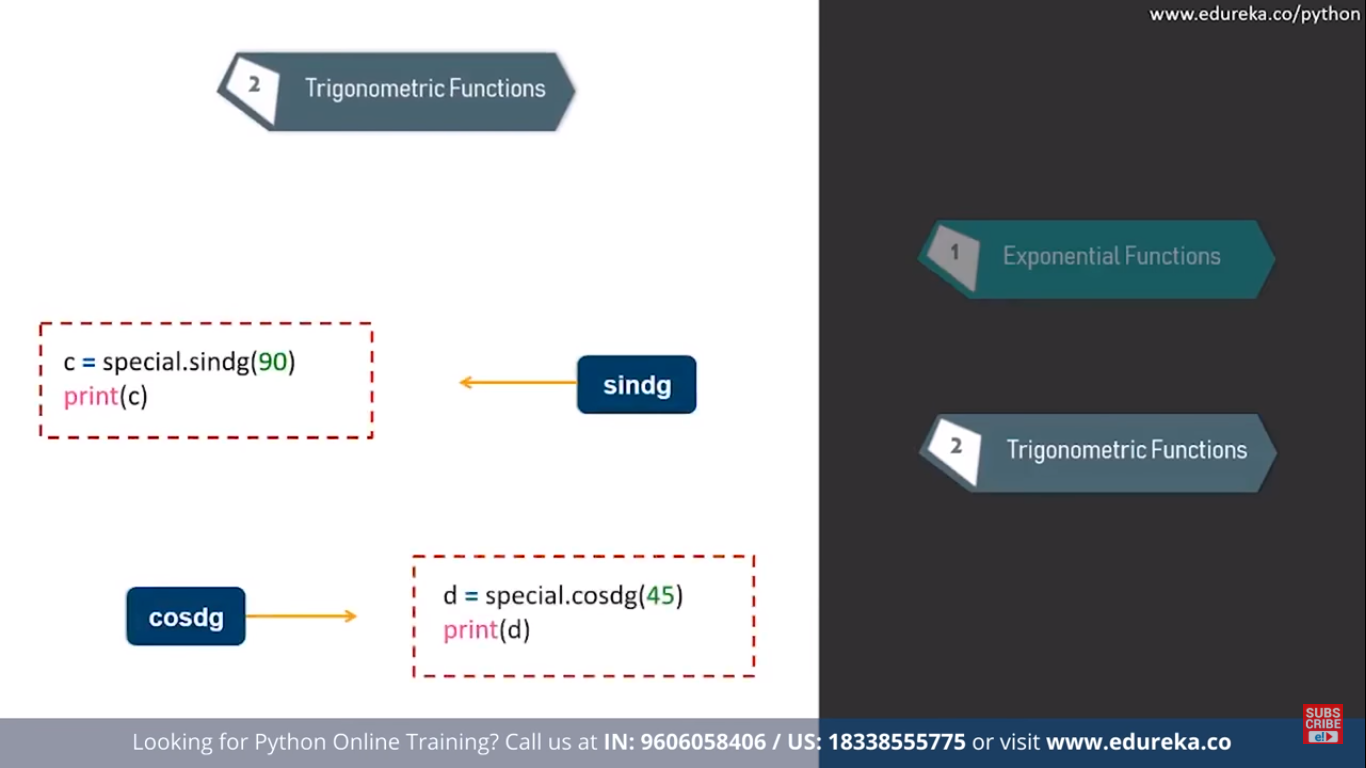 www.edureka.co/python
2 Trigonometric Functions
1 Exponential Functions
c = special.sindg(90)
print(c)
sindg
2 Trigonometric Functions
cosdg
d = special.cosdg(45)
print(d)
SUBS
CRIBE
e!
Looking for Python Online Training? Call us at IN: 9606058406 / US: 18338555775 or visit www.edureka.co